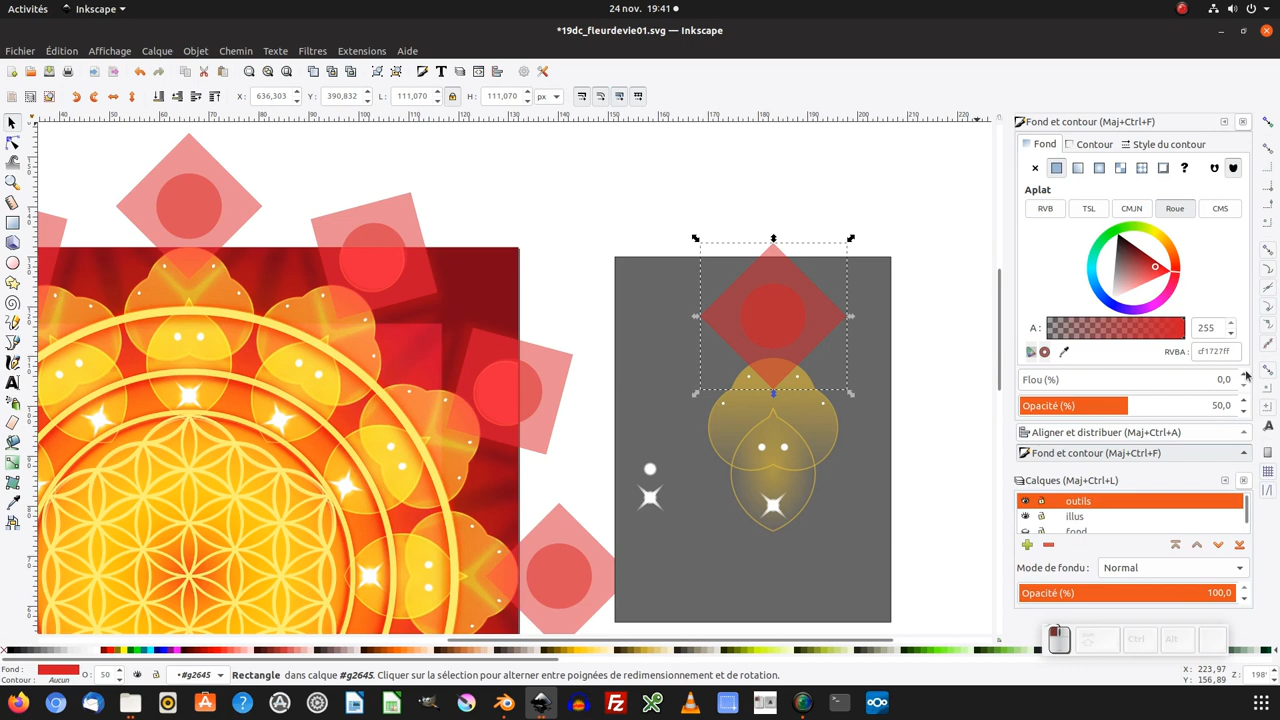 Activités Inkscape 24 nov. 19:41
*19dc_fleurdevie01.svg — Inkscape
Fichier Édition Affichage Calque Objet Chemin Texte Filtres Extensions Aide
X: 636,303 Y: 390,832 L: 111,070 H: 111,070 px
Fond et contour (Maj+Ctrl+F)
Fond Contour Style du contour
Aplat
RVB TSL CMJN Roue CMS
A : 255
RVBA : cf1727ff
Flou (%) 0,0
Opacité (%) 50,0
Aligner et distribuer (Maj+Ctrl+A)
Fond et contour (Maj+Ctrl+F)
Calques (Maj+Ctrl+L)
outils
illus
fond
Mode de fondu : Normal
Opacité (%) 100,0
Ctrl Alt
Fond :
Contour : Aucun
O : 50
•#g2645
Rectangle dans calque #g2645. Cliquer sur la sélection pour alterner entre poignées de redimensionnement et de rotation.
X : 223,97
Y : 156,89
Z : 198